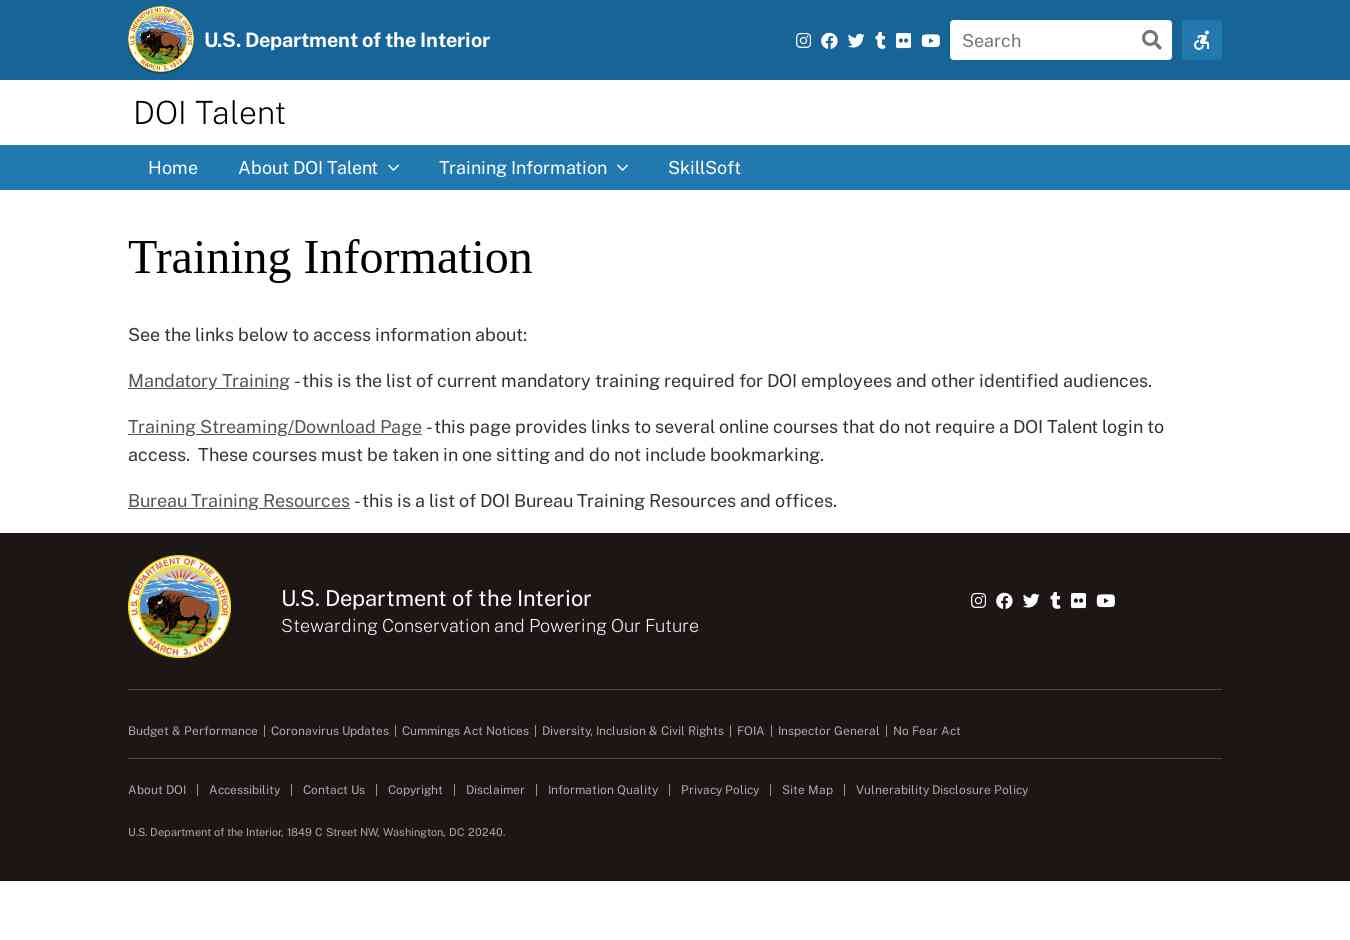 U.S. Department of the Interior
Search
DOI Talent
Home
About DOI Talent
Training Information
SkillSoft
Training Information
See the links below to access information about:
Mandatory Training - this is the list of current mandatory training required for DOI employees and other identified audiences.
Training Streaming/Download Page - this page provides links to several online courses that do not require a DOI Talent login to
access.  These courses must be taken in one sitting and do not include bookmarking.
Bureau Training Resources - this is a list of DOI Bureau Training Resources and offices.
U.S. DEPARTMENT OF THE INTERIOR
MARCH 3, 1849
U.S. Department of the Interior
Stewarding Conservation and Powering Our Future
Budget & Performance | Coronavirus Updates | Cummings Act Notices | Diversity, Inclusion & Civil Rights | FOIA | Inspector General | No Fear Act
About DOI | Accessibility | Contact Us | Copyright | Disclaimer | Information Quality | Privacy Policy | Site Map | Vulnerability Disclosure Policy
U.S. Department of the Interior, 1849 C Street NW, Washington, DC 20240.